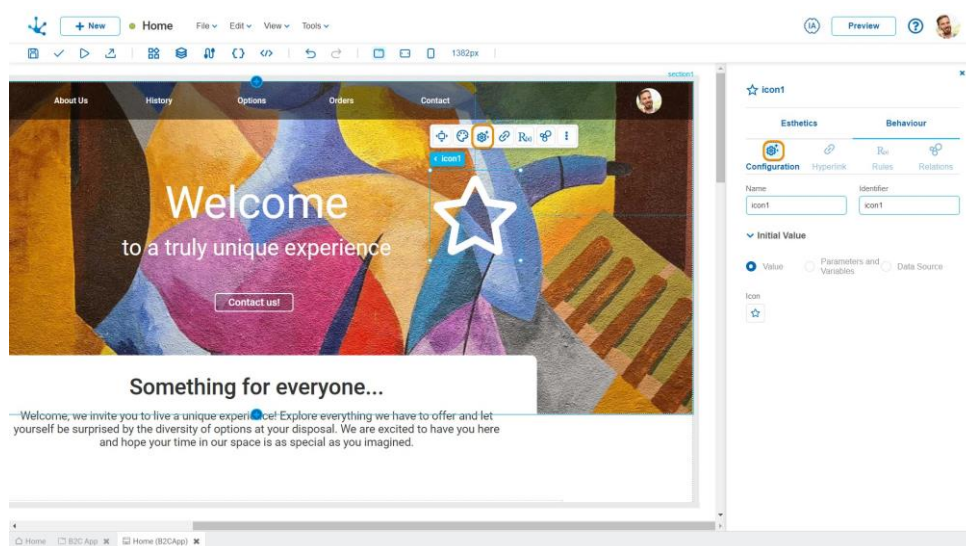 + New
Home
File
Edit
View
Tools
IA
Preview
?
1382px
section1
About Us
History
Options
Orders
Contact
< icon1
Welcome
to a truly unique experience
Contact us!
Something for everyone...
Welcome, we invite you to live a unique experience! Explore everything we have to offer and let
yourself be surprised by the diversity of options at your disposal. We are excited to have you here
and hope your time in our space is as special as you imagined.
icon1
Esthetics
Behaviour
Configuration
Hyperlink
Rules
Relations
Name
Identifier
icon1
icon1
Initial Value
Value
Parameters and
Variables
Data Source
Icon
Home
B2C App
Home (B2CApp)